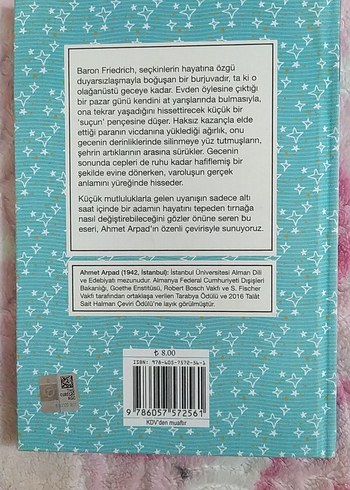 Baron Friedrich, seçkinlerin hayatına özgü
duyarsızlaşmayla boğuşan bir burjuvadır, ta ki o
olağanüstü geceye kadar. Evden öylesine çıktığı
bir pazar günü kendini at yarışlarında bulmasıyla,
ona tekrar yaşadığını hissettirecek küçük bir
'suçun' pençesine düşer. Haksız kazançla elde
ettiği paranın vicdanına yüklediği ağırlık, onu
gecenin derinliklerinde silinmeye yüz tutmuşların,
şehrin artıklarının arasına sürükler. Gecenin
sonunda cepleri de ruhu kadar hafiflemiş bir
şekilde evine dönerken, varoluşun gerçek
anlamını yüreğinde hisseder.
Küçük mutluluklarla gelen uyanışın sadece altı
saat içinde bir adamın hayatını tepeden tırnağa
nasıl değiştirebileceğini gözler önüne seren bu
eseri, Ahmet Arpad'ın özenli çevirisiyle sunuyoruz.
Ahmet Arpad (1942, İstanbul): İstanbul Üniversitesi Alman Dili
ve Edebiyatı mezunudur. Almanya Federal Cumhuriyeti Dışişleri
Bakanlığı, Goethe Enstitüsü, Robert Bosch Vakfı ve S. Fischer
Vakfı tarafından ortaklaşa verilen Tarabya Ödülü ve 2016 Talât
Sait Halman Çeviri Ödülü'ne layık görülmüştür.
₺ 8.00
ISBN: 978-605-7572-56-1
9 786057 572561
KDV'den muaftır